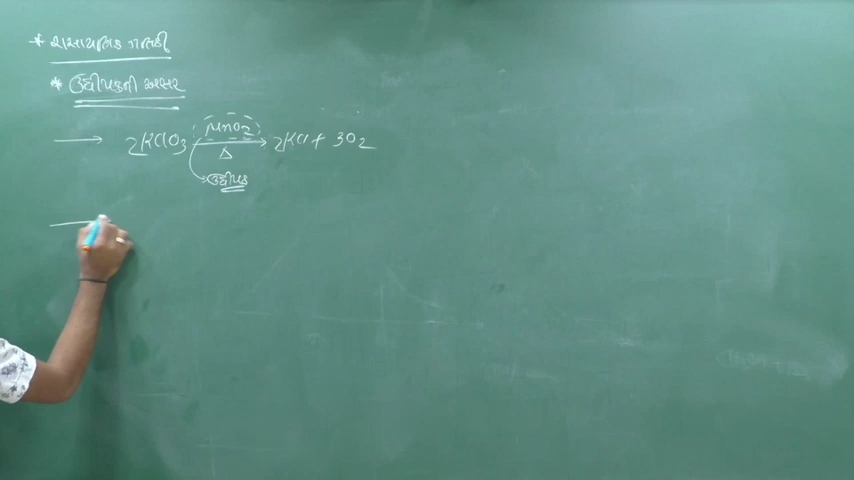 * રાસાયણિક ગતિકી
* ઉદ્દીપકની અસર
→ 2KClO3 MnO2 → 2KCl + 3O2
Δ
ઉદ્દીપક